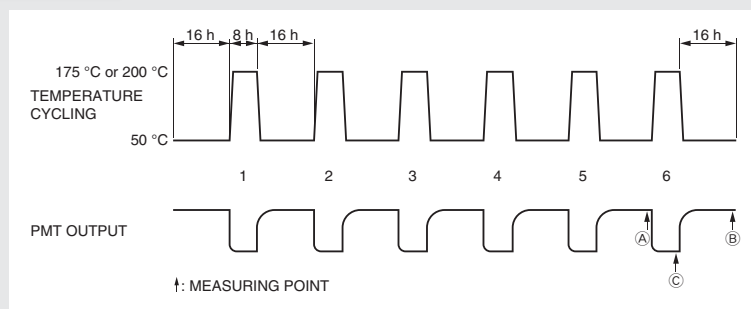 16 h 8 h 16 h 16 h
175 °C or 200 °C
TEMPERATURE
CYCLING
50 °C
1 2 3 4 5 6
PMT OUTPUT
Ⓐ Ⓑ
Ⓒ
: MEASURING POINT